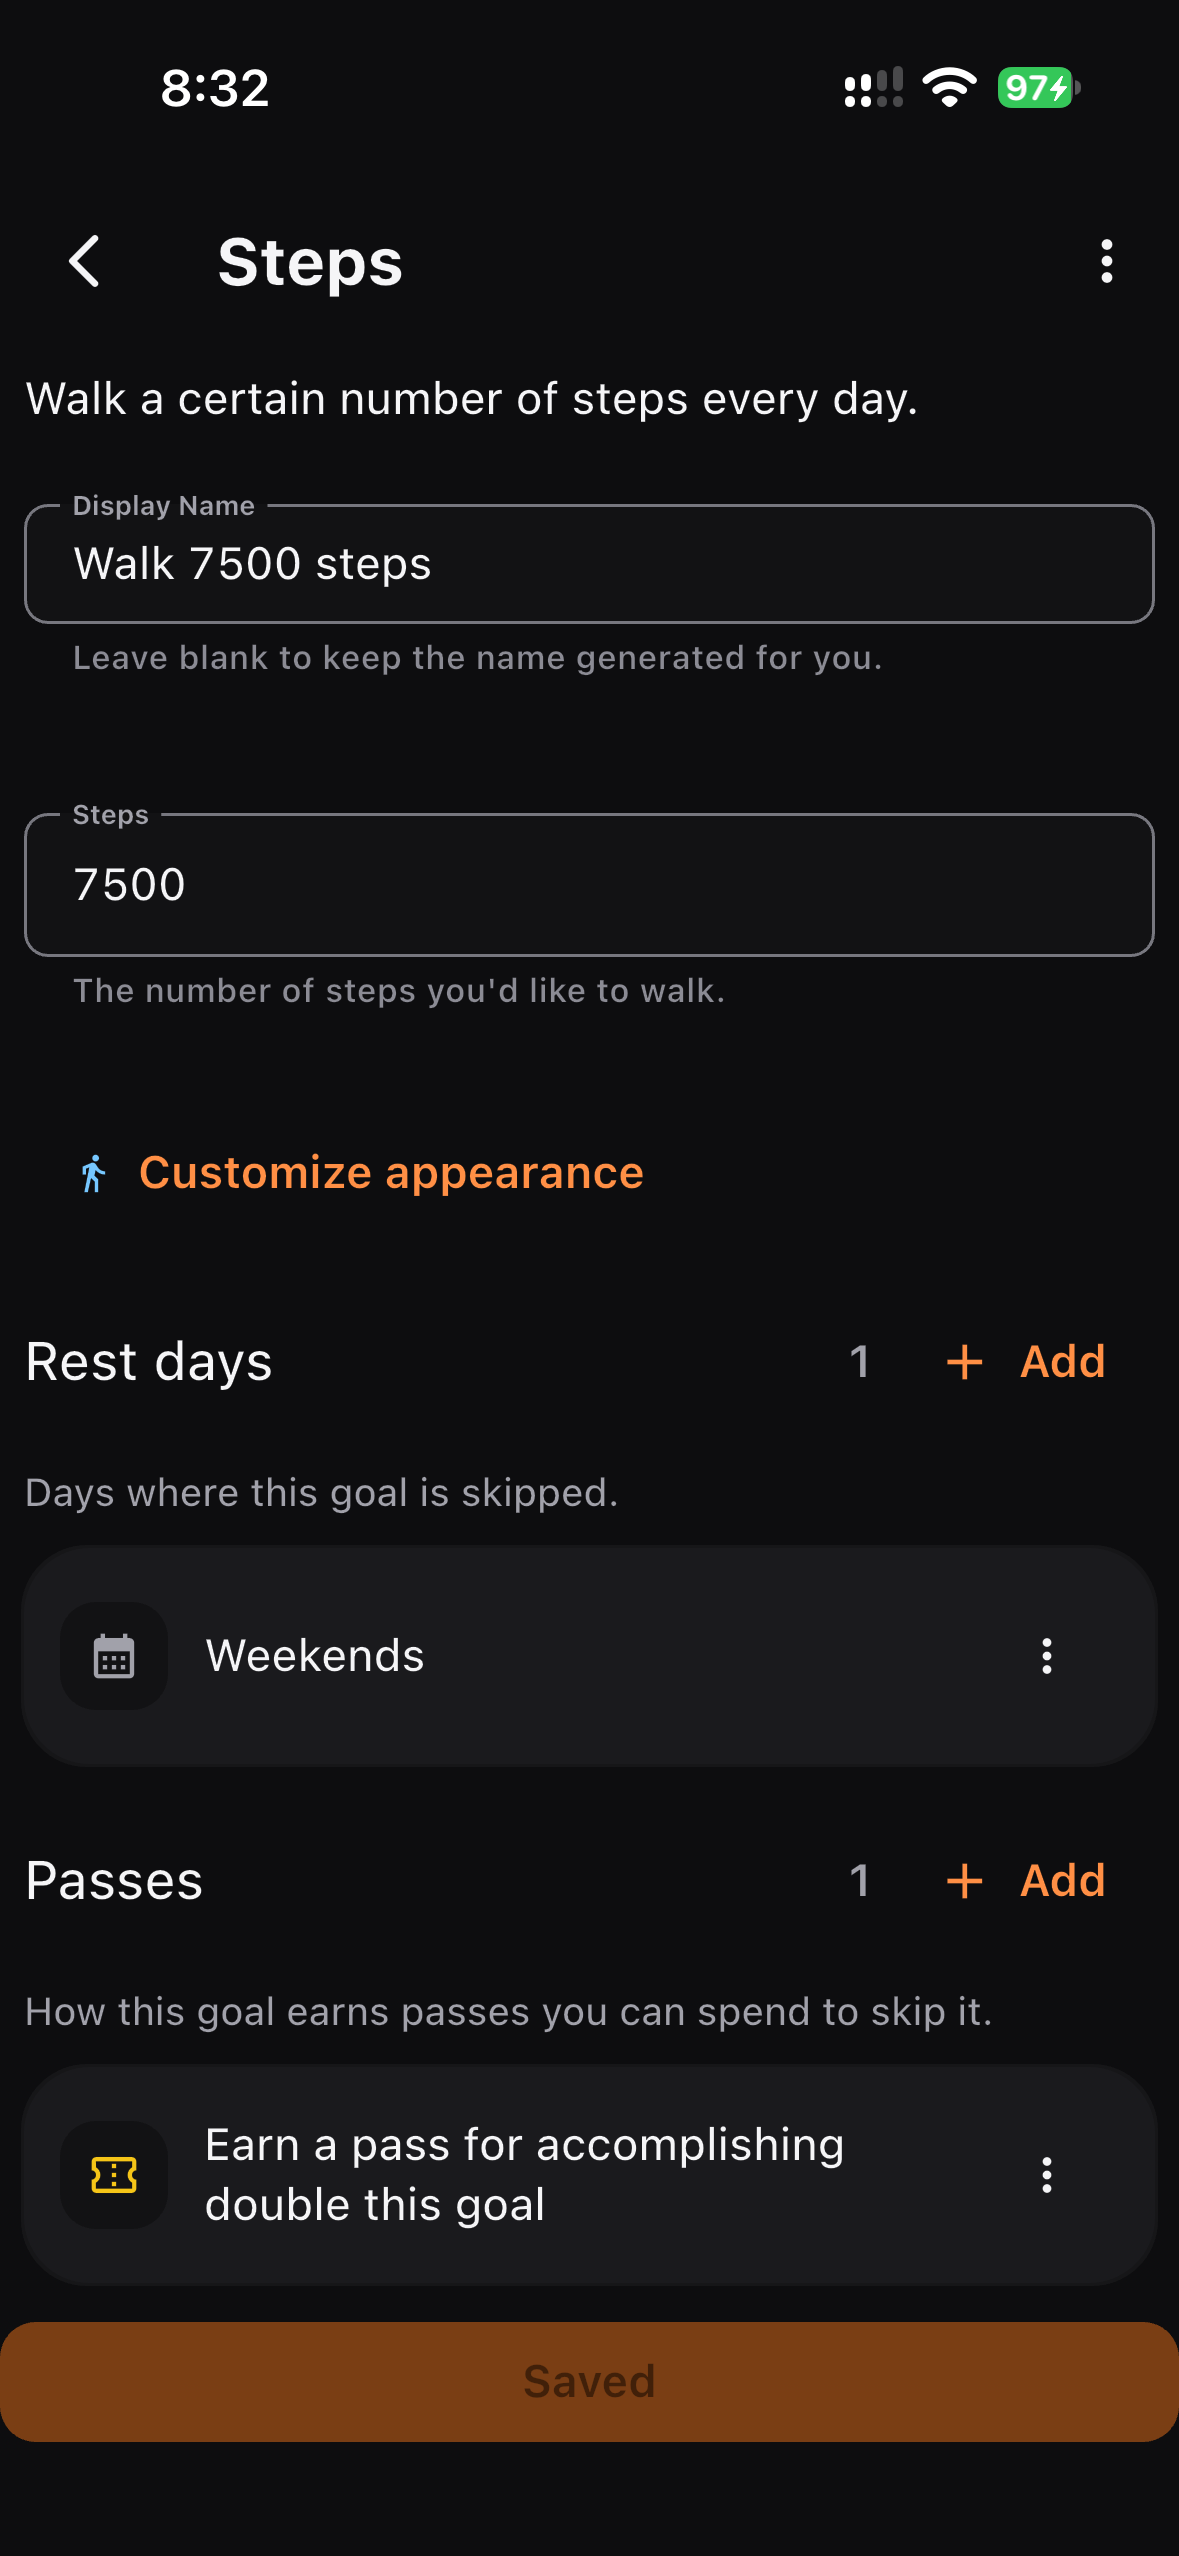 8:32
97
Steps
Walk a certain number of steps every day.
Display Name
Walk 7500 steps
Leave blank to keep the name generated for you.
Steps
7500
The number of steps you'd like to walk.
Customize appearance
Rest days 1 + Add
Days where this goal is skipped.
Weekends
Passes 1 + Add
How this goal earns passes you can spend to skip it.
Earn a pass for accomplishing
double this goal
Saved